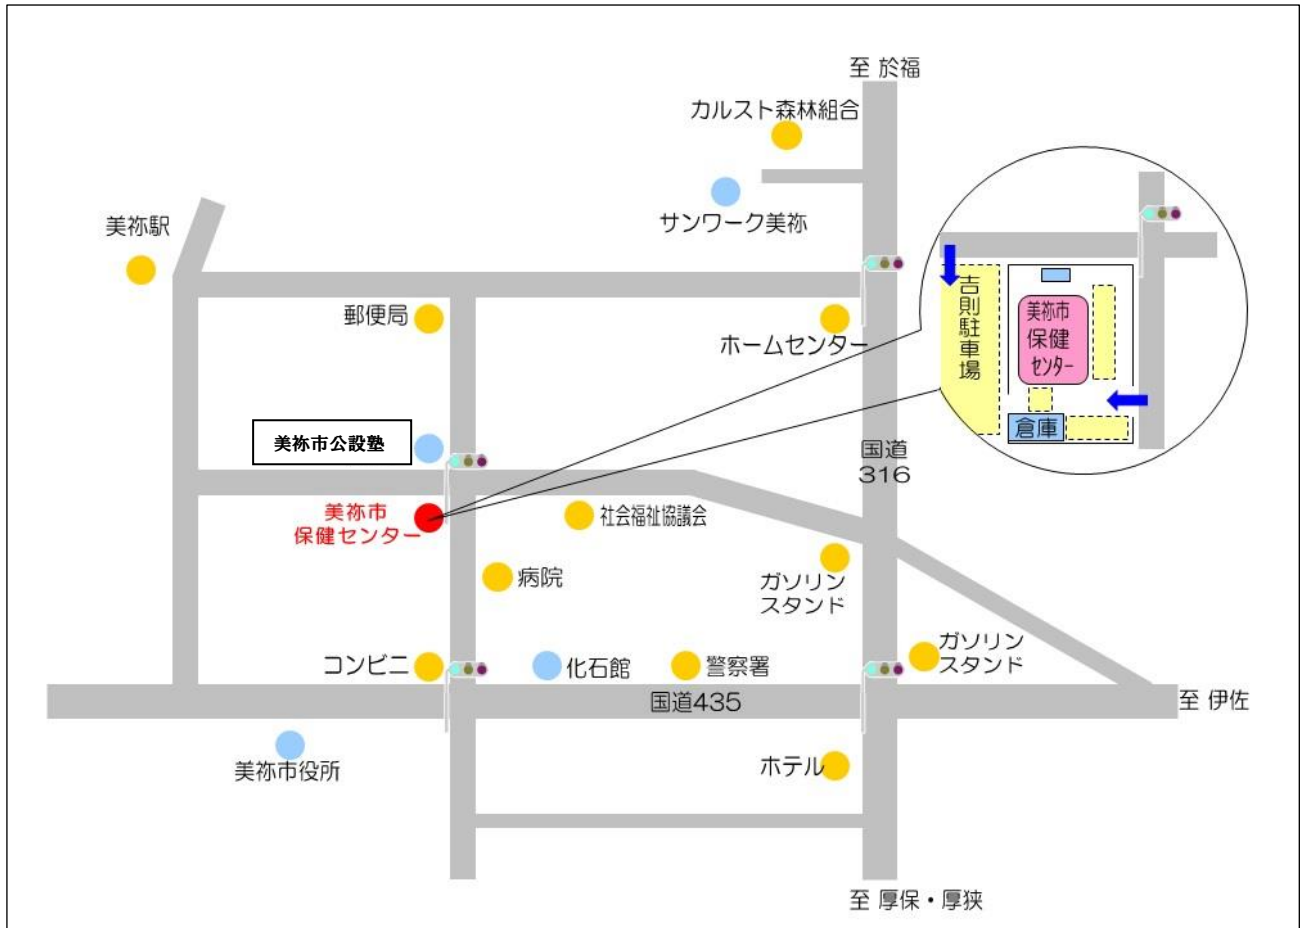 至 於福
カルスト森林組合
サンワーク美祢
美祢駅
郵便局
ホームセンター
吉則駐車場
美祢市
保健
センター
倉庫
美祢市公設塾
国道
316
美祢市
保健センター
社会福祉協議会
病院
ガソリン
スタンド
コンビニ
化石館
警察署
ガソリン
スタンド
国道435
至 伊佐
美祢市役所
ホテル
至 厚保・厚狭